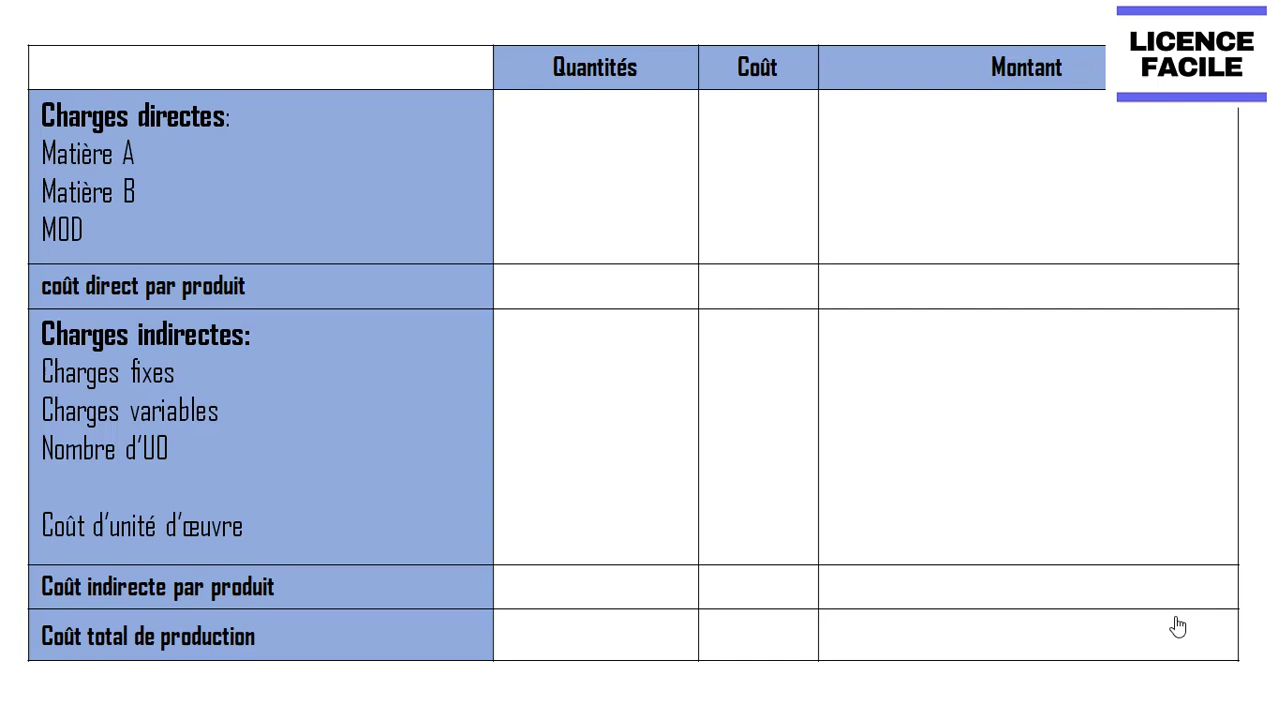 LICENCE
FACILE
Quantités Coût Montant
Charges directes:
Matière A
Matière B
MOD
coût direct par produit
Charges indirectes:
Charges fixes
Charges variables
Nombre d'UO
Coût d'unité d'œuvre
Coût indirecte par produit
Coût total de production